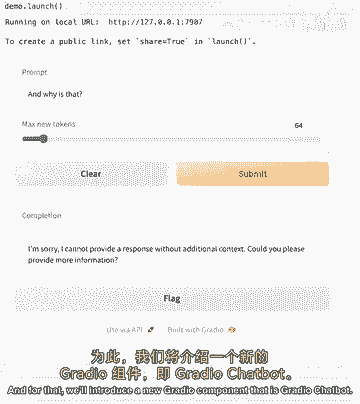 demo.launch()
Running on local URL: http://127.0.0.1:7907
To create a public link, set `share=True` in `launch()`.
Prompt
And why is that?
Max new tokens
64
Clear
Submit
Completion
I'm sorry, I cannot provide a response without additional context. Could you please
provide more information?
Flag
Use via API
Built with Gradio
为此，我们将介绍一个新的
Gradio 组件，即 Gradio Chatbot。
And for that, we'll introduce a new Gradio component that is Gradio Chatbot.